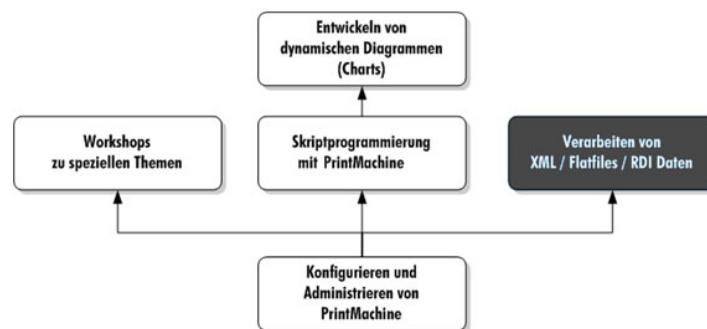 Entwickeln von
dynamischen Diagrammen
(Charts)
Workshops
zu speziellen Themen
Skriptprogrammierung
mit PrintMachine
Verarbeiten von
XML / Flatfiles / RDI Daten
Konfigurieren und
Administrieren von
PrintMachine